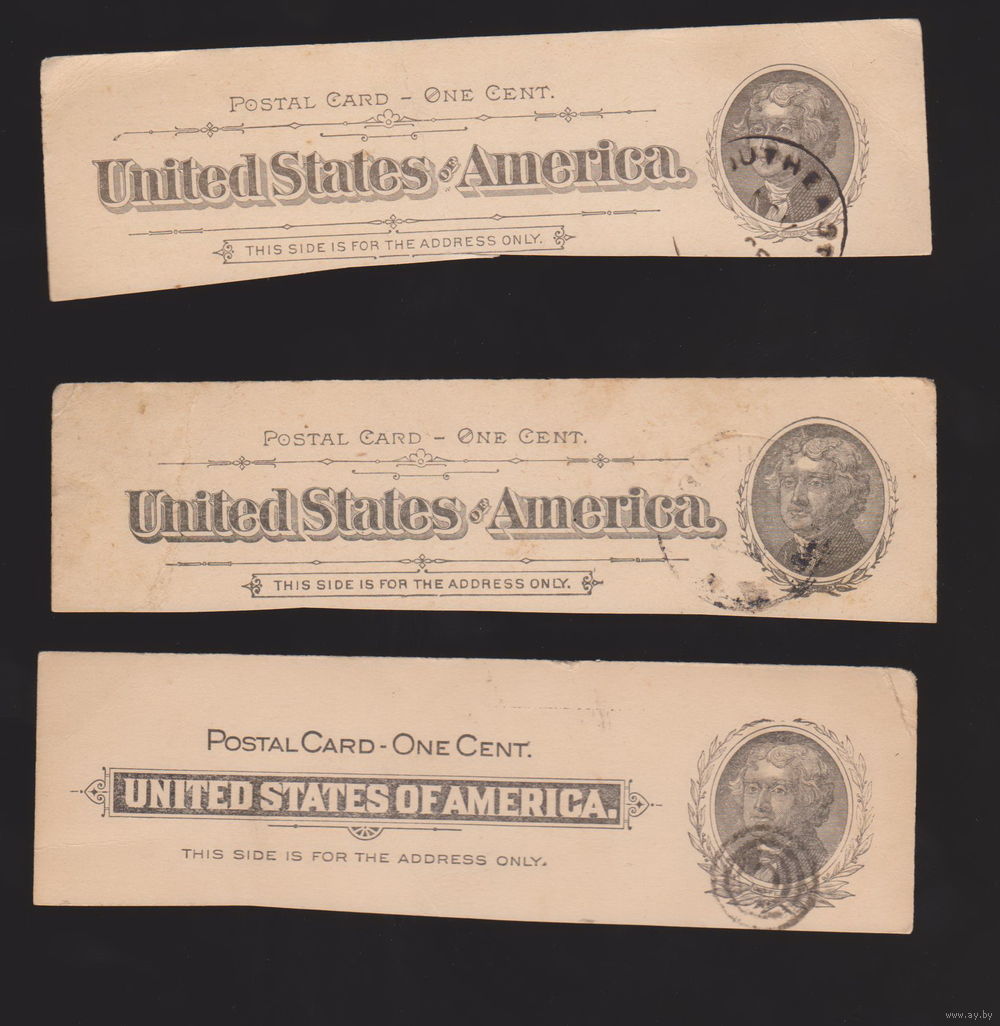 POSTAL CARD – ONE CENT.
United States OF America.
THIS SIDE IS FOR THE ADDRESS ONLY.
POSTAL CARD – ONE CENT.
United States OF America.
THIS SIDE IS FOR THE ADDRESS ONLY.
POSTAL CARD - ONE CENT.
UNITED STATES OF AMERICA.
THIS SIDE IS FOR THE ADDRESS ONLY.
www.ay.by